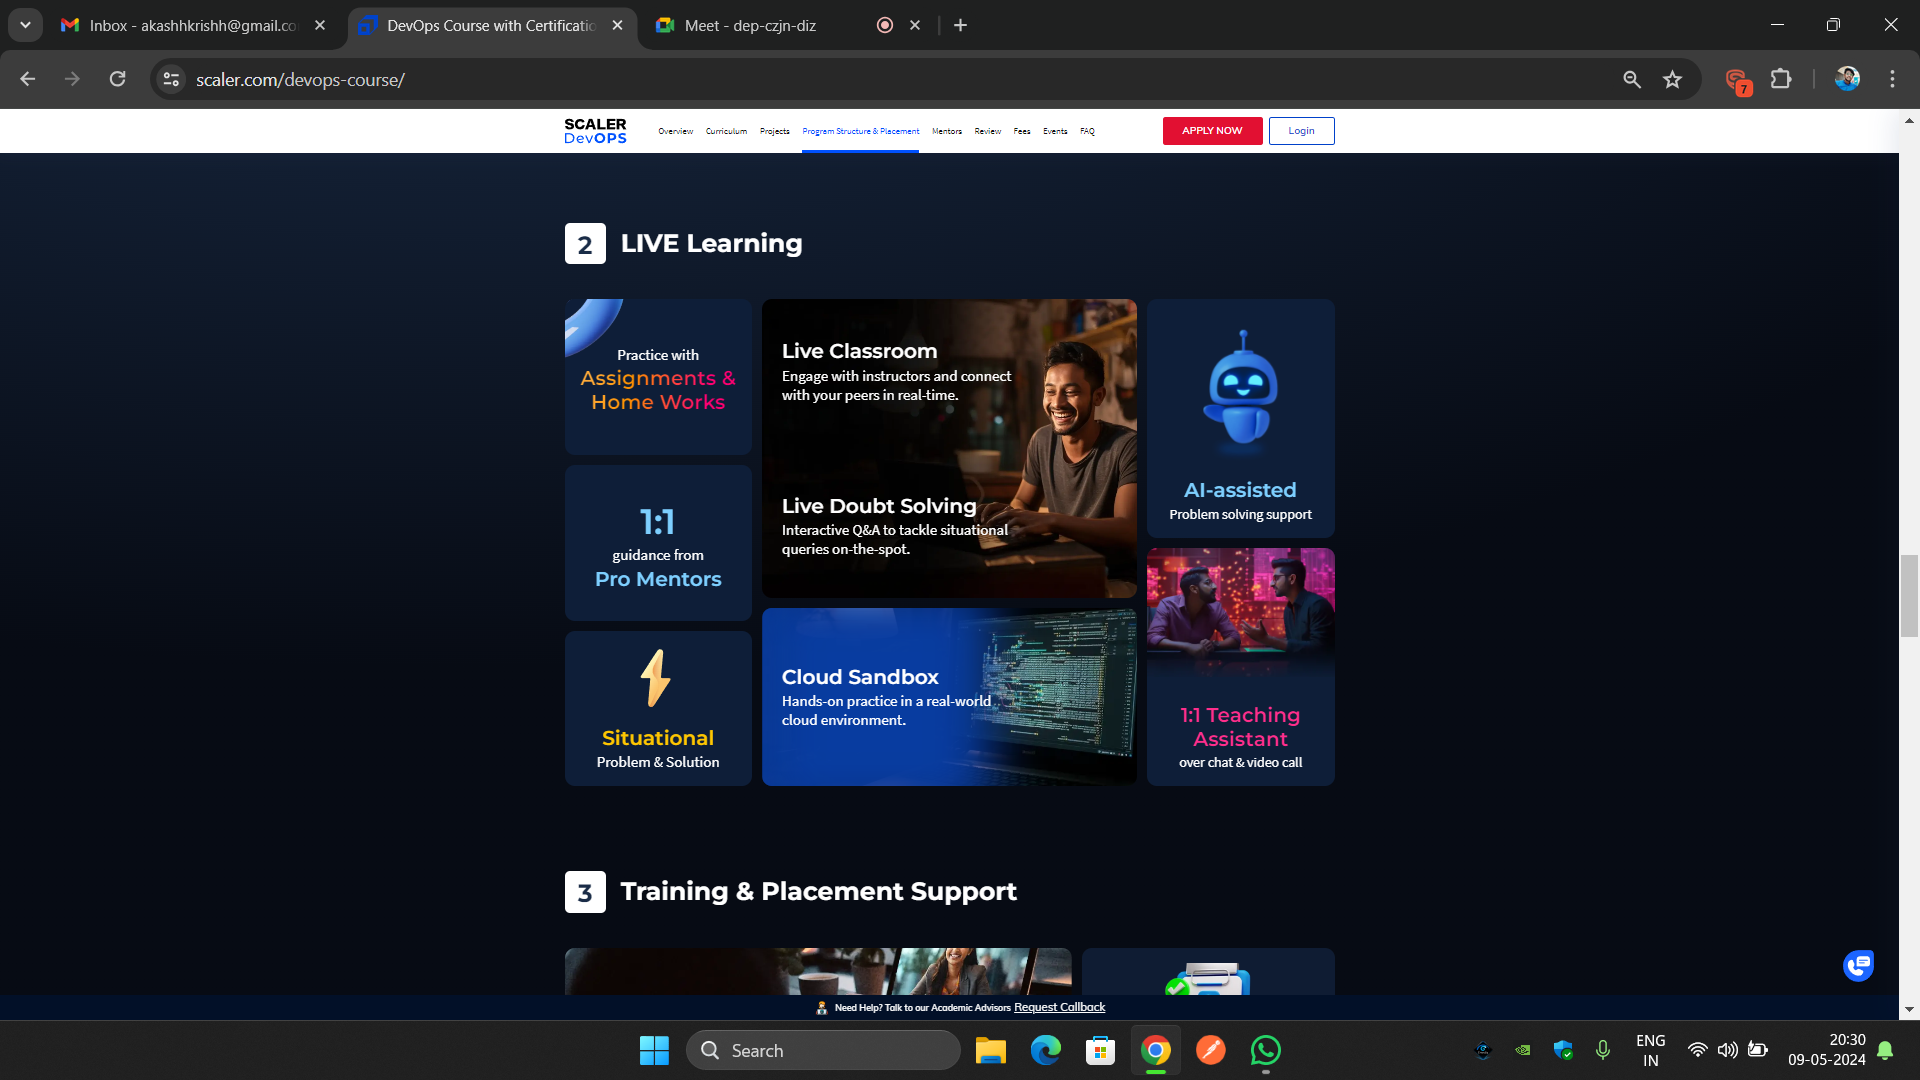 Inbox - akashhkrishh@gmail.co
DevOps Course with Certificatio
Meet - dep-czjn-diz
scaler.com/devops-course/
7
SCALER
DevOPS
Overview
Curriculum
Projects
Program Structure & Placement
Mentors
Review
Fees
Events
FAQ
APPLY NOW
Login
2
LIVE Learning
Practice with
Assignments &
Home Works
1:1
guidance from
Pro Mentors
Situational
Problem & Solution
Live Classroom
Engage with instructors and connect
with your peers in real-time.
Live Doubt Solving
Interactive Q&A to tackle situational
queries on-the-spot.
Cloud Sandbox
Hands-on practice in a real-world
cloud environment.
AI-assisted
Problem solving support
1:1 Teaching
Assistant
over chat & video call
3
Training & Placement Support
Need Help? Talk to our Academic Advisors Request Callback
Search
ENG
IN
20:30
09-05-2024